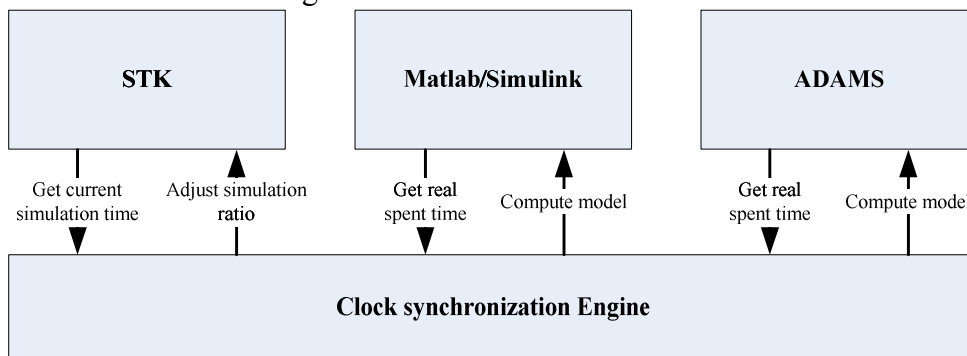 STK
Matlab/Simulink
ADAMS
Get current
simulation time
Adjust simulation
ratio
Get real
spent time
Compute model
Get real
spent time
Compute model
Clock synchronization Engine